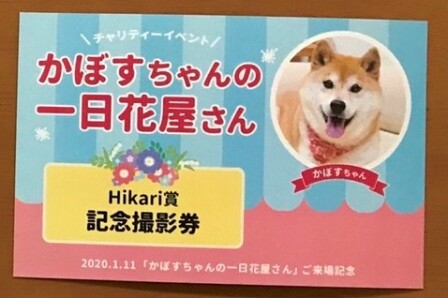 チャリティーイベント
かぼすちゃんの
一日花屋さん
かぼすちゃん
Hikari賞
記念撮影券
2020.1.11「かぼすちゃんの一日花屋さん」ご来場記念